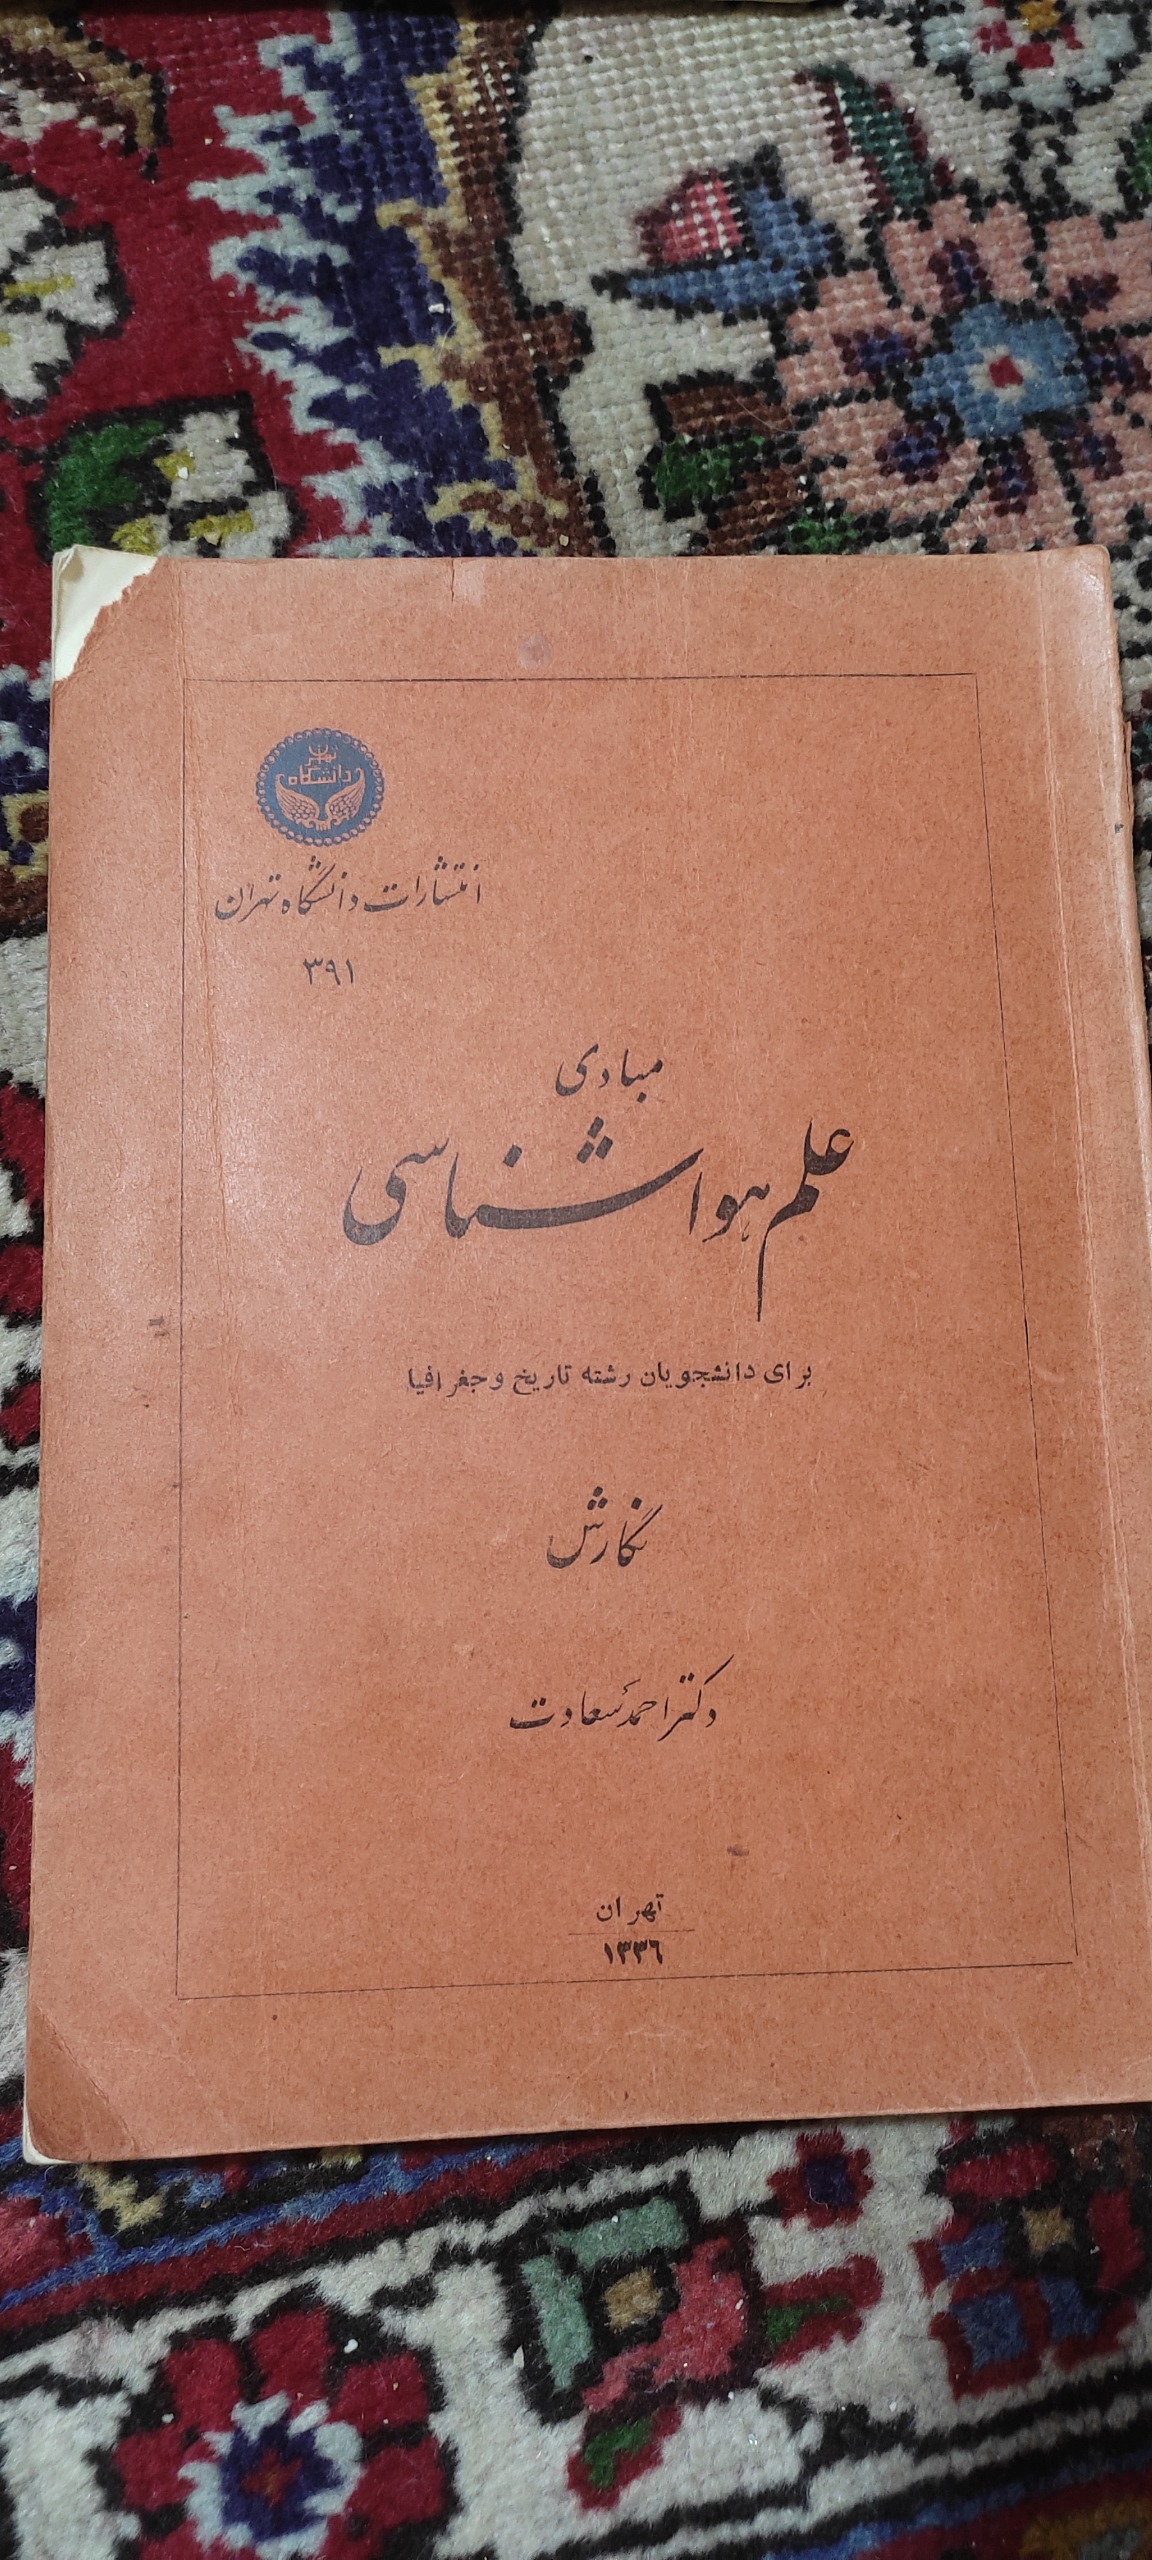 دانشگاه تهران
انتشارات دانشگاه تهران
۳۹۱
مبادی
علم هواشناسی
برای دانشجویان رشته تاریخ و جغرافیا
نگارش
دکتر احمد سعادت
تهران
۱۳۳۶